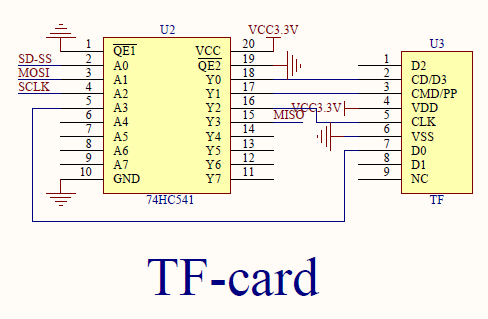 U2
VCC3.3V
U3
1 QE1 VCC 20
SD-SS 2 A0 QE2 19
MOSI 3 A1 Y0 18
SCLK 4 A2 Y1 17
5 A3 Y2 16
6 A4 Y3 15 MISO
7 A5 Y4 14
8 A6 Y5 13
9 A7 Y6 12
10 GND Y7 11
74HC541
VCC3.3V
1 D2
2 CD/D3
3 CMD/PP
4 VDD
5 CLK
6 VSS
7 D0
8 D1
9 NC
TF
TF-card